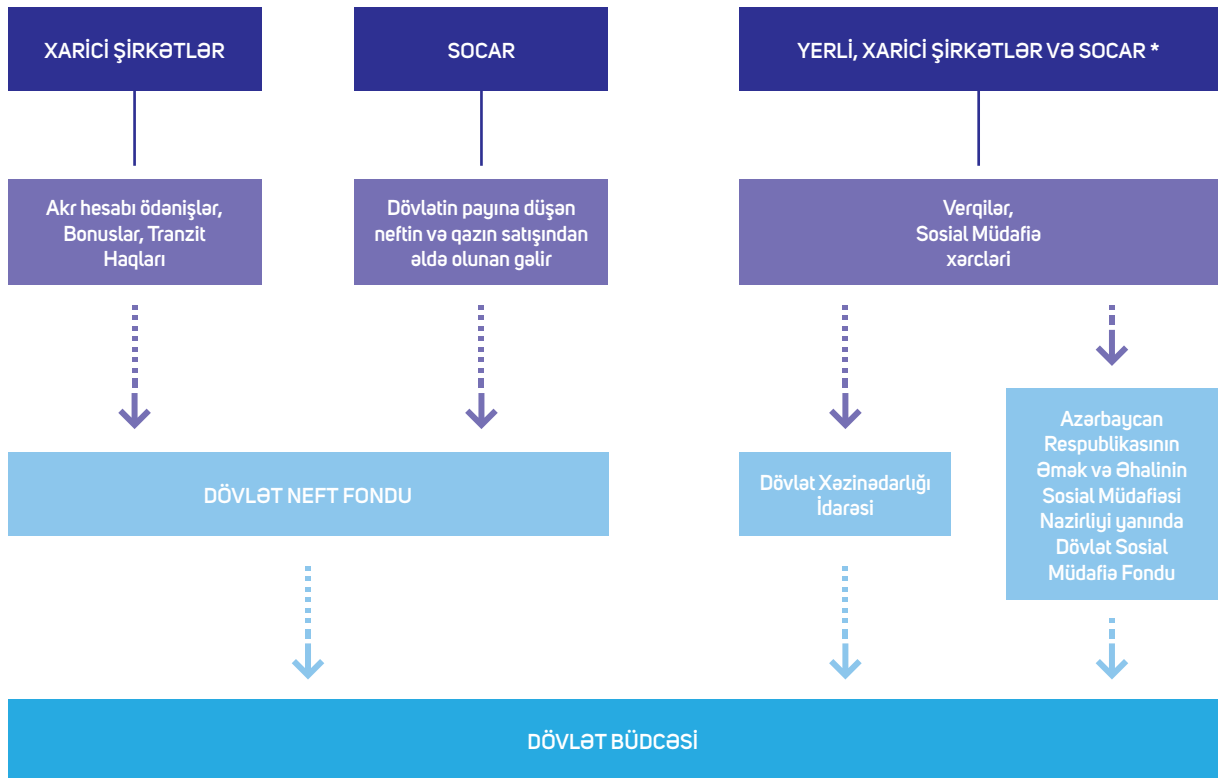 XARİCİ ŞİRKƏTLƏR
SOCAR
YERLİ, XARİCİ ŞİRKƏTLƏR VƏ SOCAR *
Akr hesabı ödənişlər,
Bonuslar, Tranzit
Haqları
Dövlətin payına düşən
neftin və qazın satışından
əldə olunan gəlir
Verqilər,
Sosial Müdafiə
xərcləri
DÖVLƏT NEFT FONDU
Dövlət Xəzinədarlığı
İdarəsi
Azərbaycan
Respublikasının
Əmək və Əhalinin
Sosial Müdafiəsi
Nazirliyi yanında
Dövlət Sosial
Müdafiə Fondu
DÖVLƏT BÜDCƏSİ